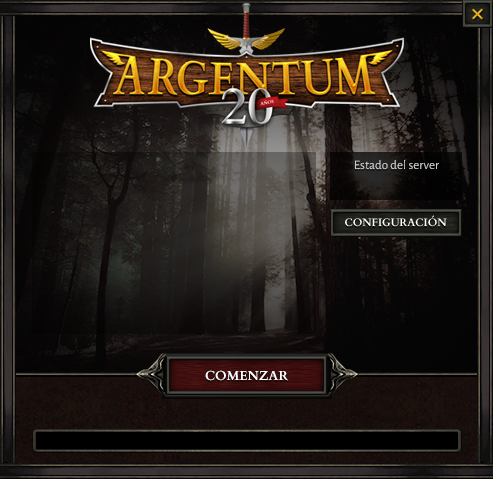 ARGENTUM
20
AÑOS
Estado del server
CONFIGURACIÓN
COMENZAR